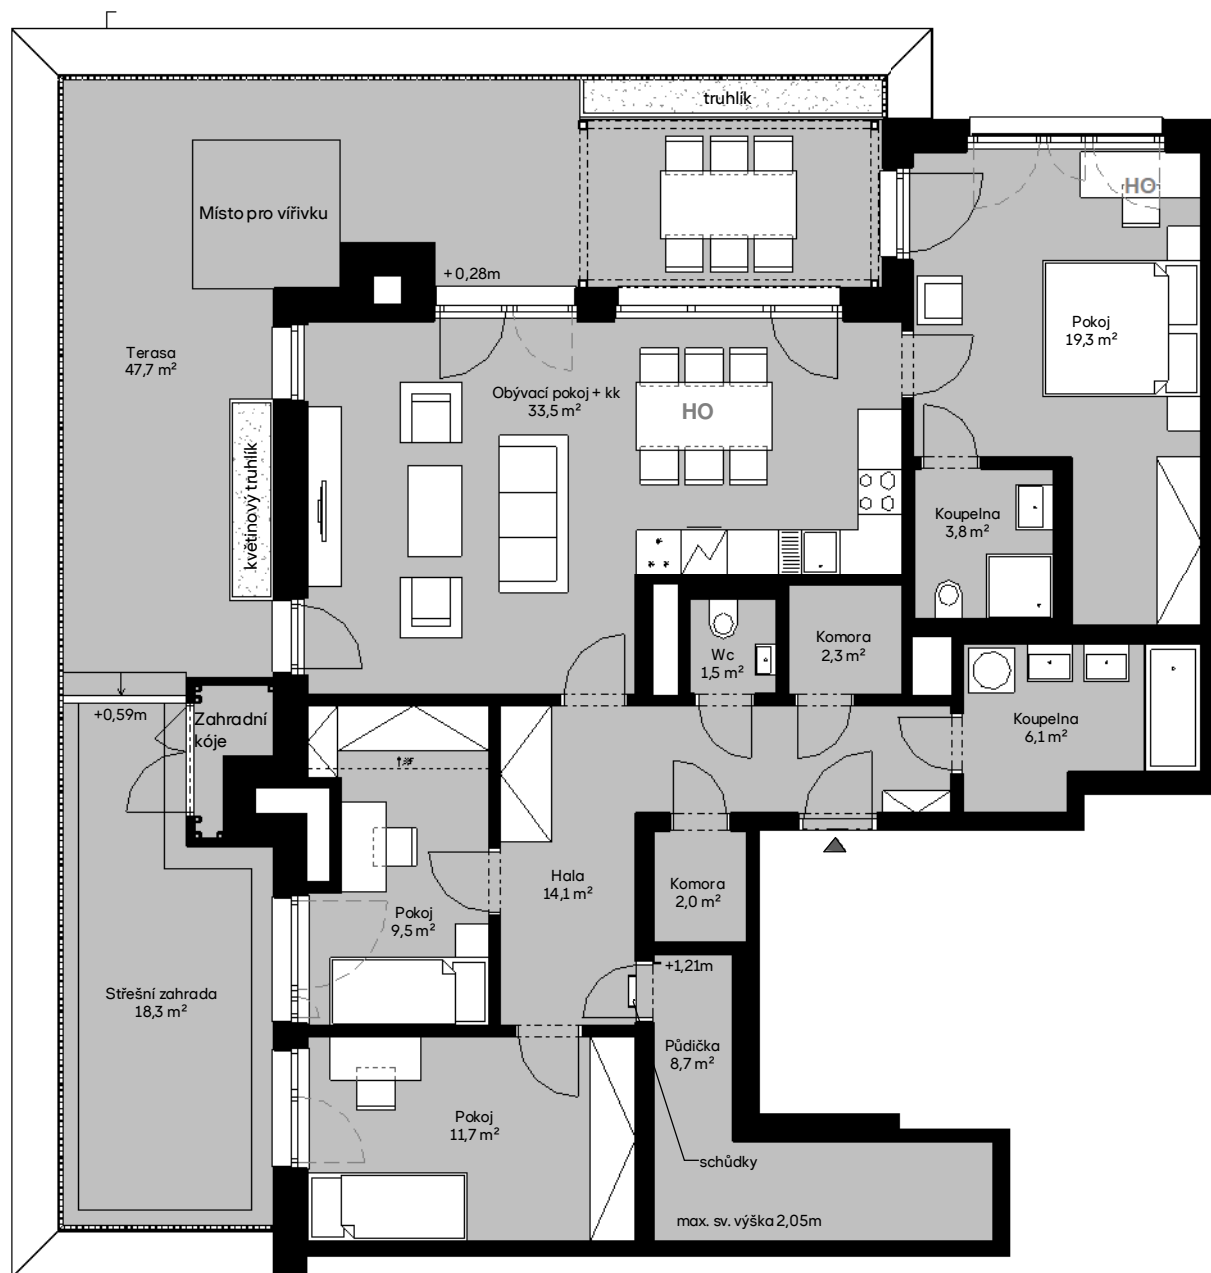 truhlík
Místo pro vířivku
HO
+ 0,28m
Pokoj
19,3 m²
Terasa
47,7 m²
Obývací pokoj + kk
33,5 m²
HO
květinový truhlík
Koupelna
3,8 m²
Wc
1,5 m²
Komora
2,3 m²
+0,59m
Zahradní
kóje
Koupelna
6,1 m²
Hala
14,1 m²
Komora
2,0 m²
Pokoj
9,5 m²
+1,21m
Střešní zahrada
18,3 m²
Půdička
8,7 m²
Pokoj
11,7 m²
schůdky
max. sv. výška 2,05m